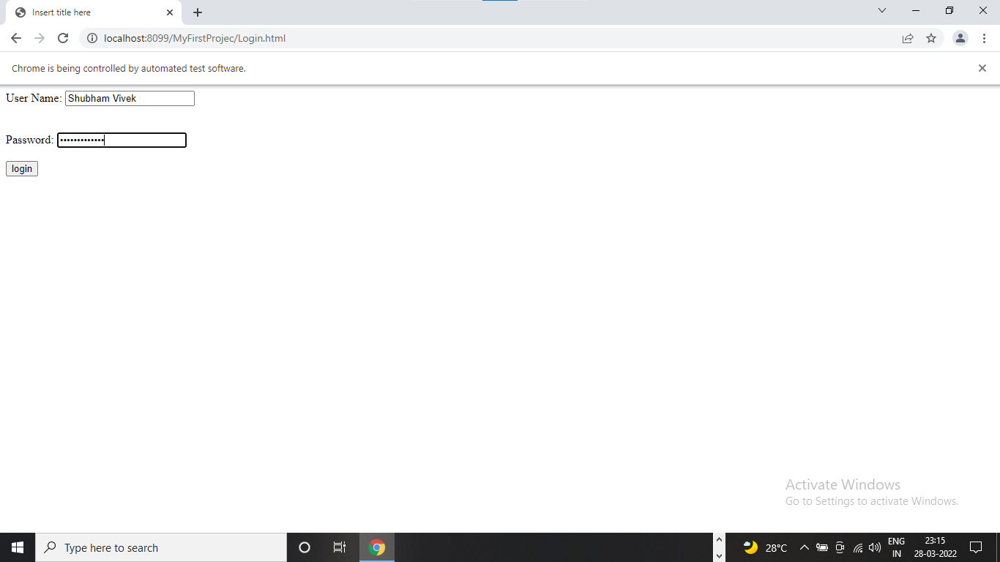 Insert title here
localhost:8099/MyFirstProjec/Login.html
Chrome is being controlled by automated test software.
User Name: Shubham Vivek
Password: •••••••••••••
login
Activate Windows
Go to Settings to activate Windows.
Type here to search
28°C
ENG
IN
23:15
28-03-2022